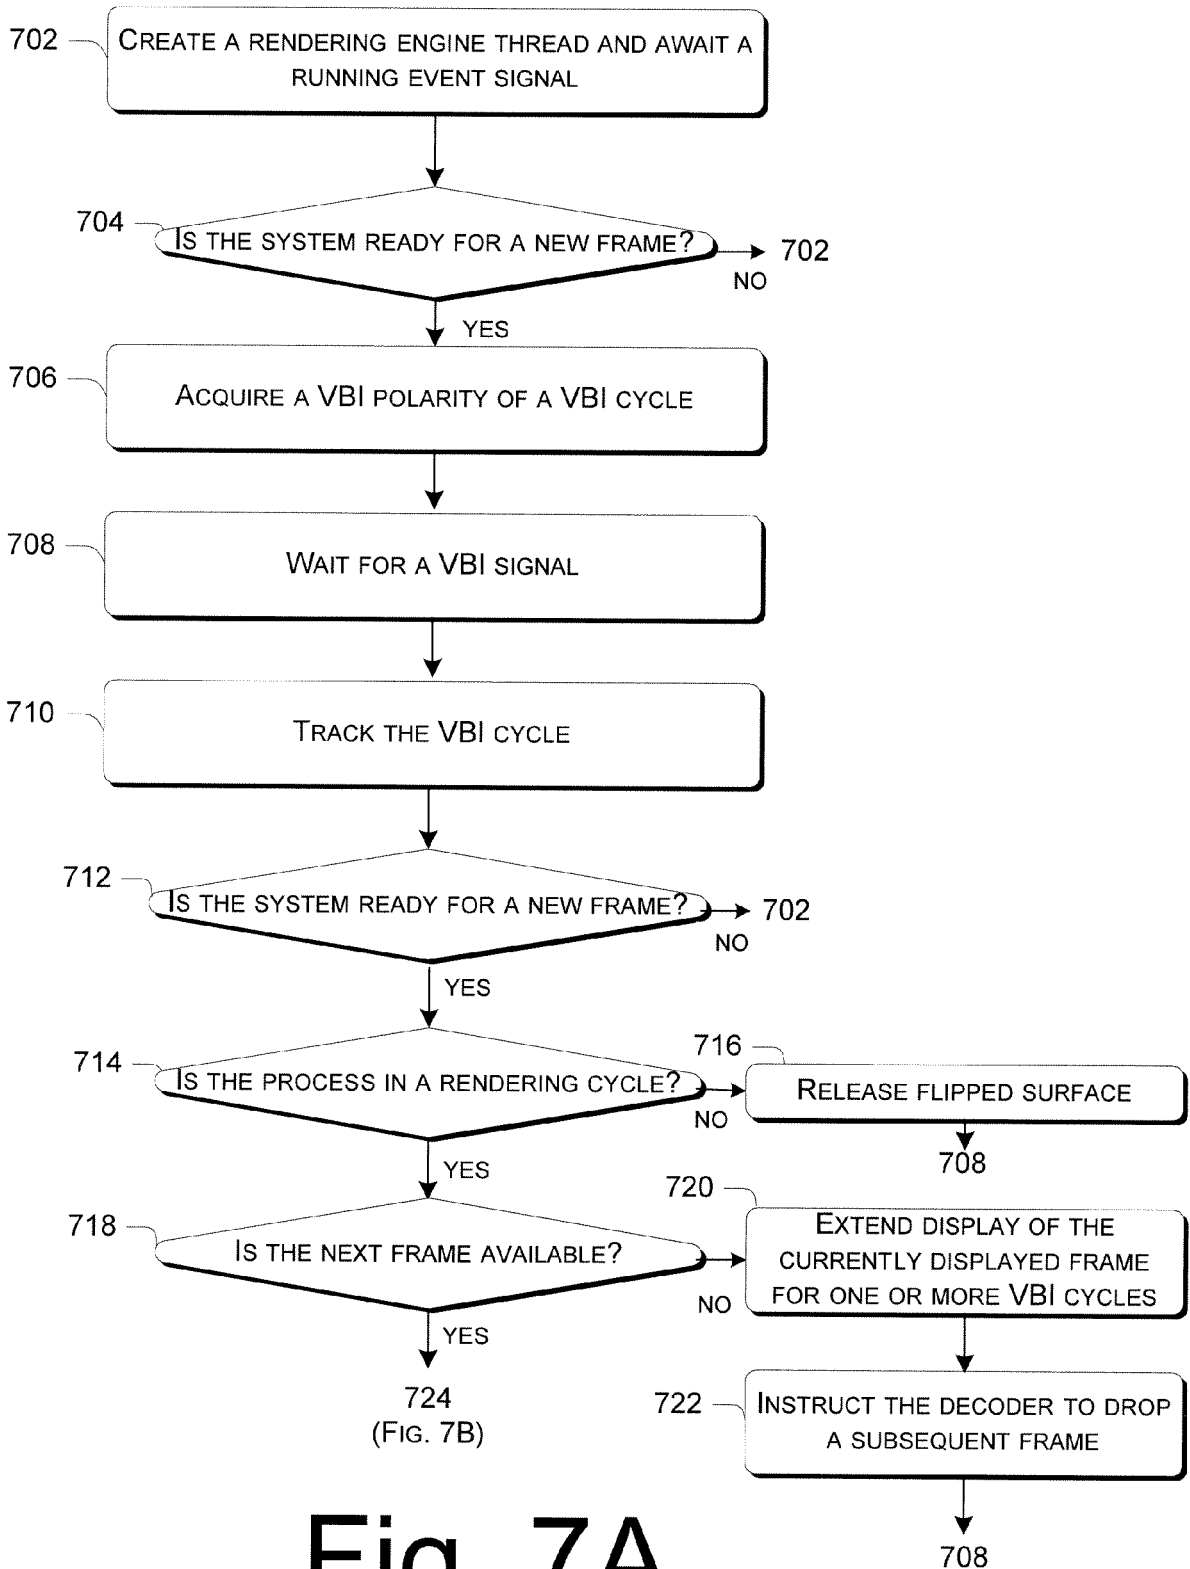 702
CREATE A RENDERING ENGINE THREAD AND AWAIT A
RUNNING EVENT SIGNAL
704
IS THE SYSTEM READY FOR A NEW FRAME?
702
NO
YES
706
ACQUIRE A VBI POLARITY OF A VBI CYCLE
708
WAIT FOR A VBI SIGNAL
710
TRACK THE VBI CYCLE
712
IS THE SYSTEM READY FOR A NEW FRAME?
702
NO
YES
714
IS THE PROCESS IN A RENDERING CYCLE?
NO
716
RELEASE FLIPPED SURFACE
708
YES
718
IS THE NEXT FRAME AVAILABLE?
NO
720
EXTEND DISPLAY OF THE
CURRENTLY DISPLAYED FRAME
FOR ONE OR MORE VBI CYCLES
YES
724
(FIG. 7B)
722
INSTRUCT THE DECODER TO DROP
A SUBSEQUENT FRAME
708
Fig. 7A